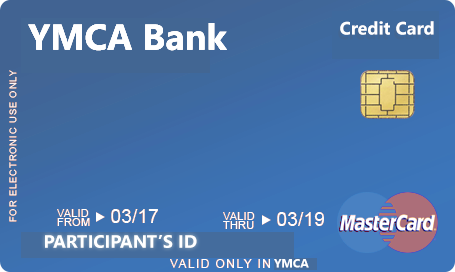 YMCA Bank
Credit Card
FOR ELECTRONIC USE ONLY
VALID FROM ▶ 03/17 VALID THRU ▶ 03/19
MasterCard
PARTICIPANT'S ID
VALID ONLY IN YMCA